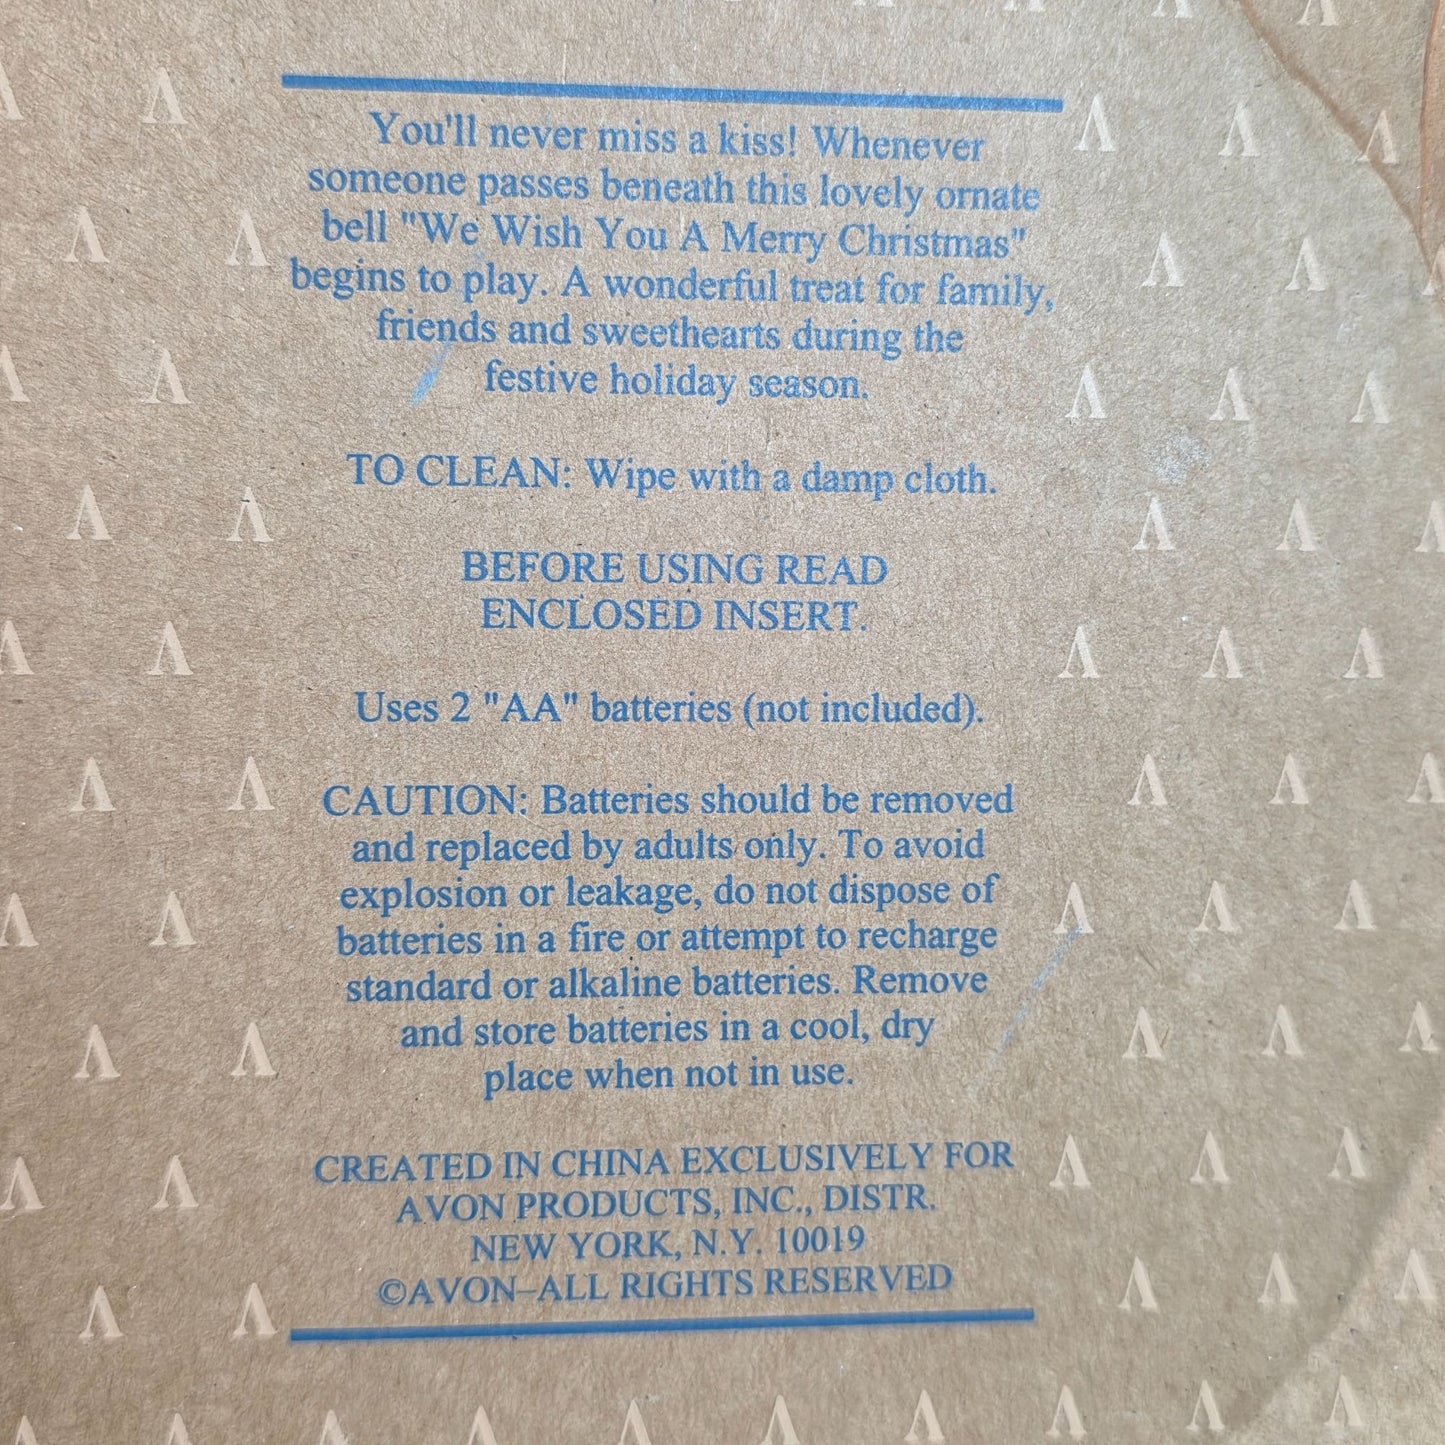 You'll never miss a kiss! Whenever
someone passes beneath this lovely ornate
bell "We Wish You A Merry Christmas"
begins to play. A wonderful treat for family,
friends and sweethearts during the
festive holiday season.
TO CLEAN: Wipe with a damp cloth.
BEFORE USING READ
ENCLOSED INSERT.
Uses 2 "AA" batteries (not included).
CAUTION: Batteries should be removed
and replaced by adults only. To avoid
explosion or leakage, do not dispose of
batteries in a fire or attempt to recharge
standard or alkaline batteries. Remove
and store batteries in a cool, dry
place when not in use.
CREATED IN CHINA EXCLUSIVELY FOR
AVON PRODUCTS, INC., DISTR.
NEW YORK, N.Y. 10019
©AVON–ALL RIGHTS RESERVED